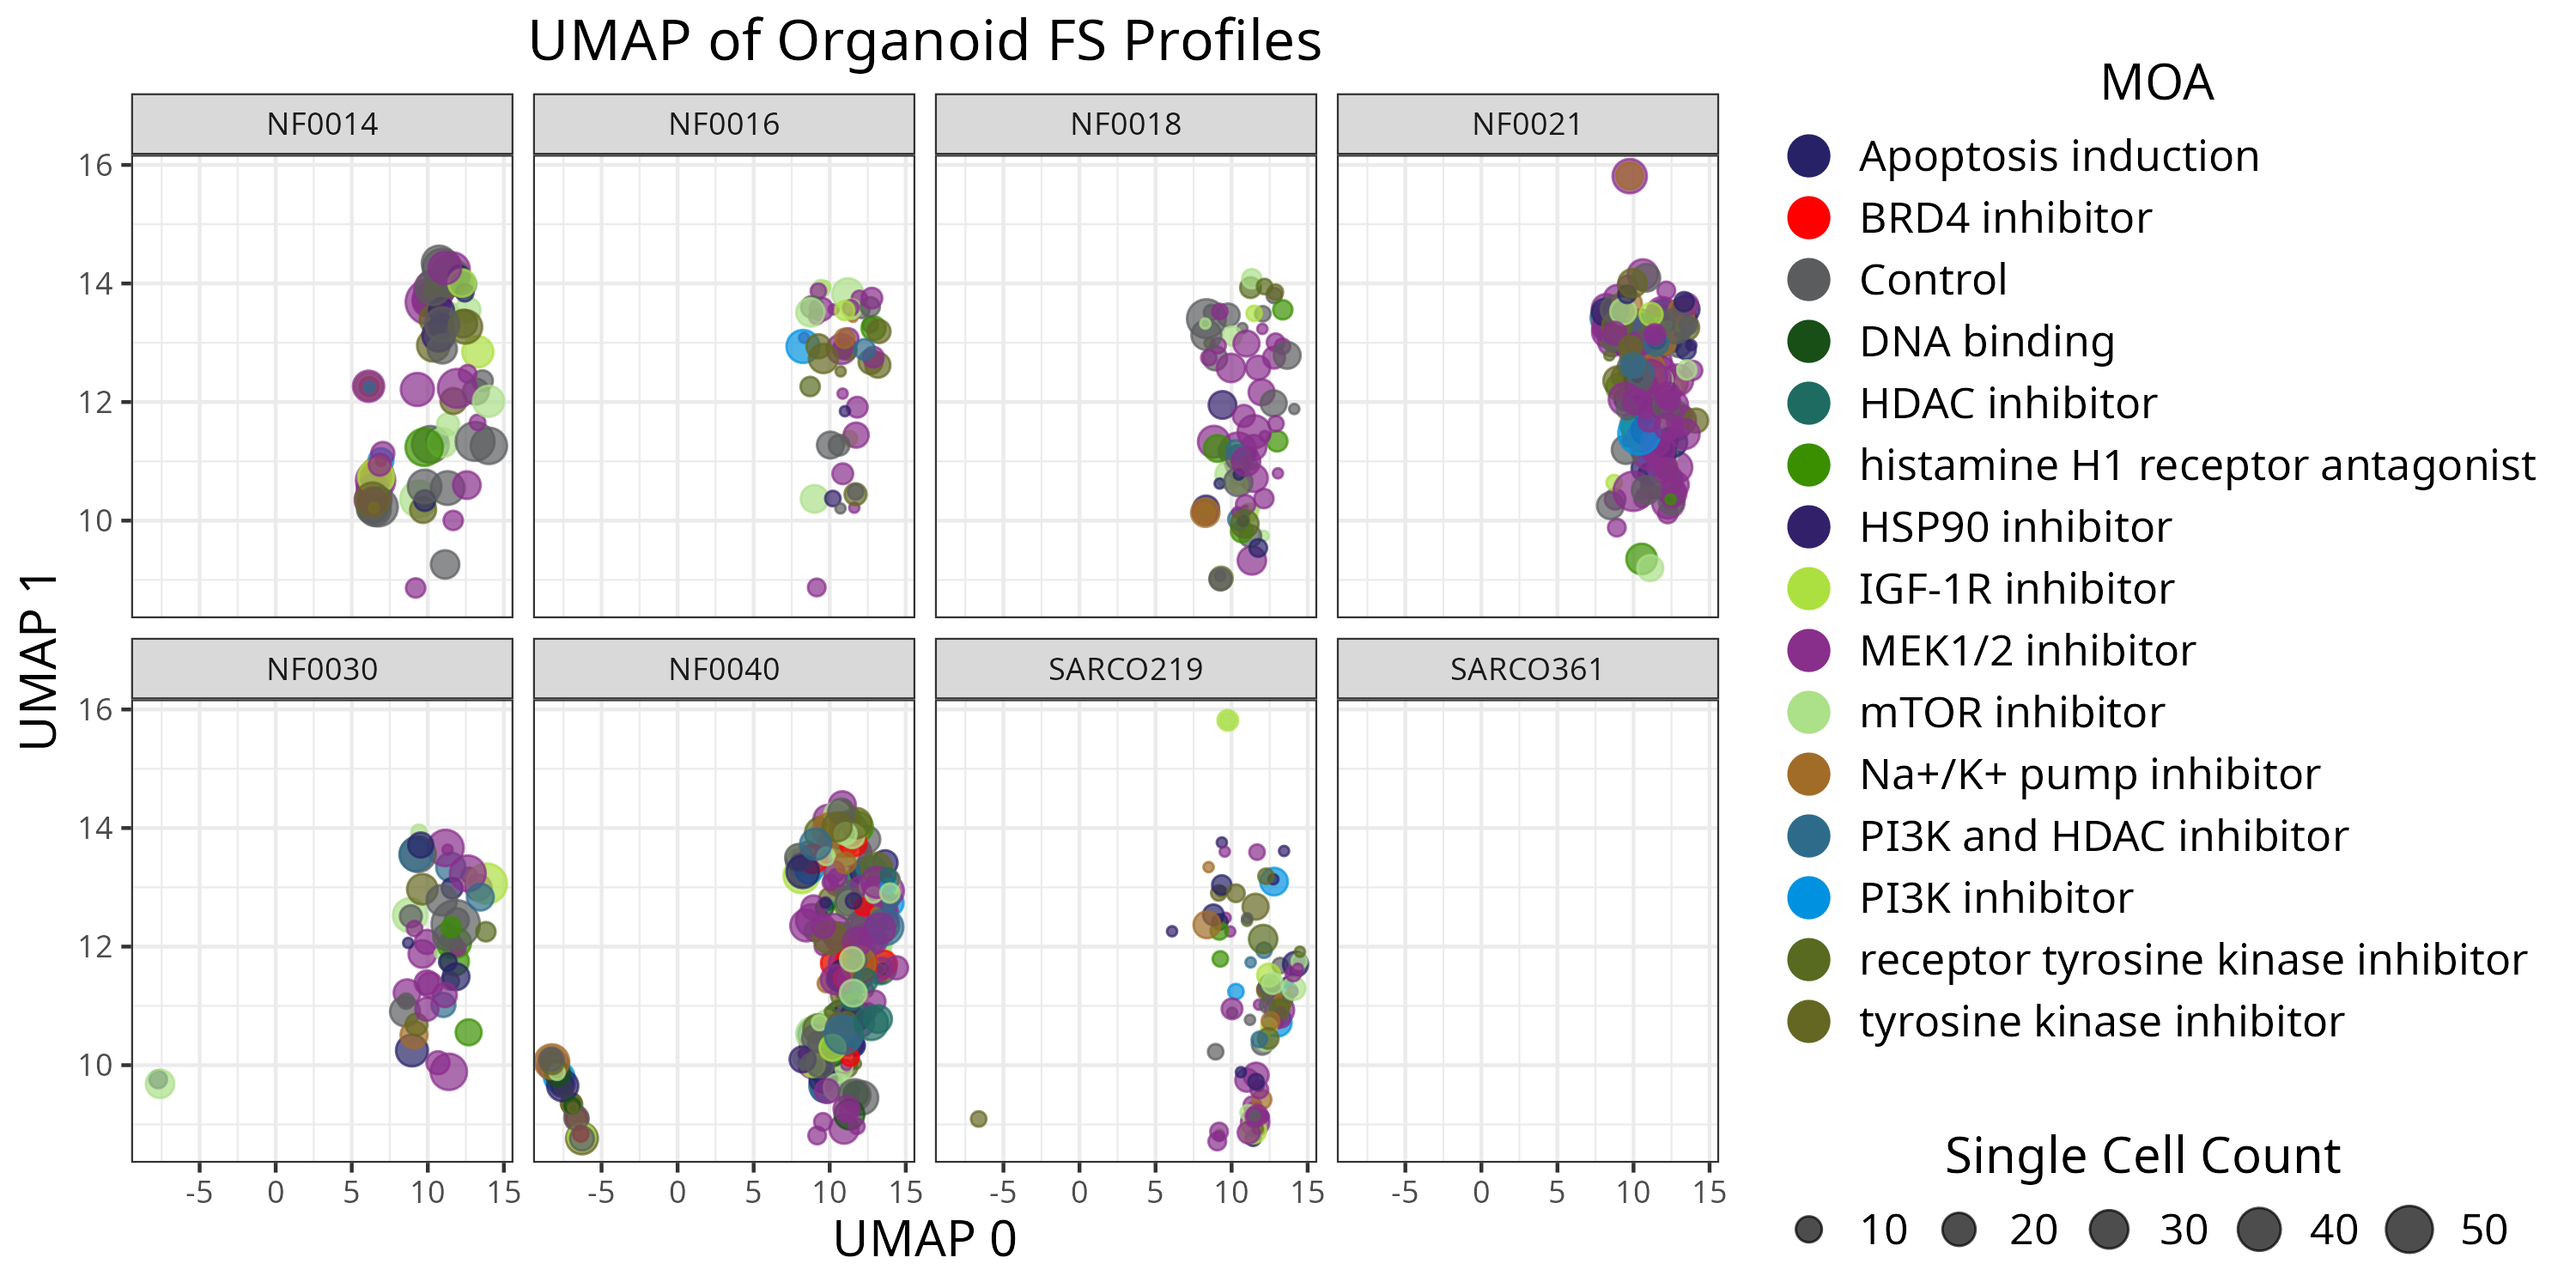 UMAP of Organoid FS Profiles
NF0014
NF0016
NF0018
NF0021
16
14
12
10
NF0030
NF0040
SARCO219
SARCO361
16
14
12
10
-5 0 5 10 15
-5 0 5 10 15
-5 0 5 10 15
-5 0 5 10 15
UMAP 0
UMAP 1
MOA
Apoptosis induction
BRD4 inhibitor
Control
DNA binding
HDAC inhibitor
histamine H1 receptor antagonist
HSP90 inhibitor
IGF-1R inhibitor
MEK1/2 inhibitor
mTOR inhibitor
Na+/K+ pump inhibitor
PI3K and HDAC inhibitor
PI3K inhibitor
receptor tyrosine kinase inhibitor
tyrosine kinase inhibitor
Single Cell Count
10 20 30 40 50